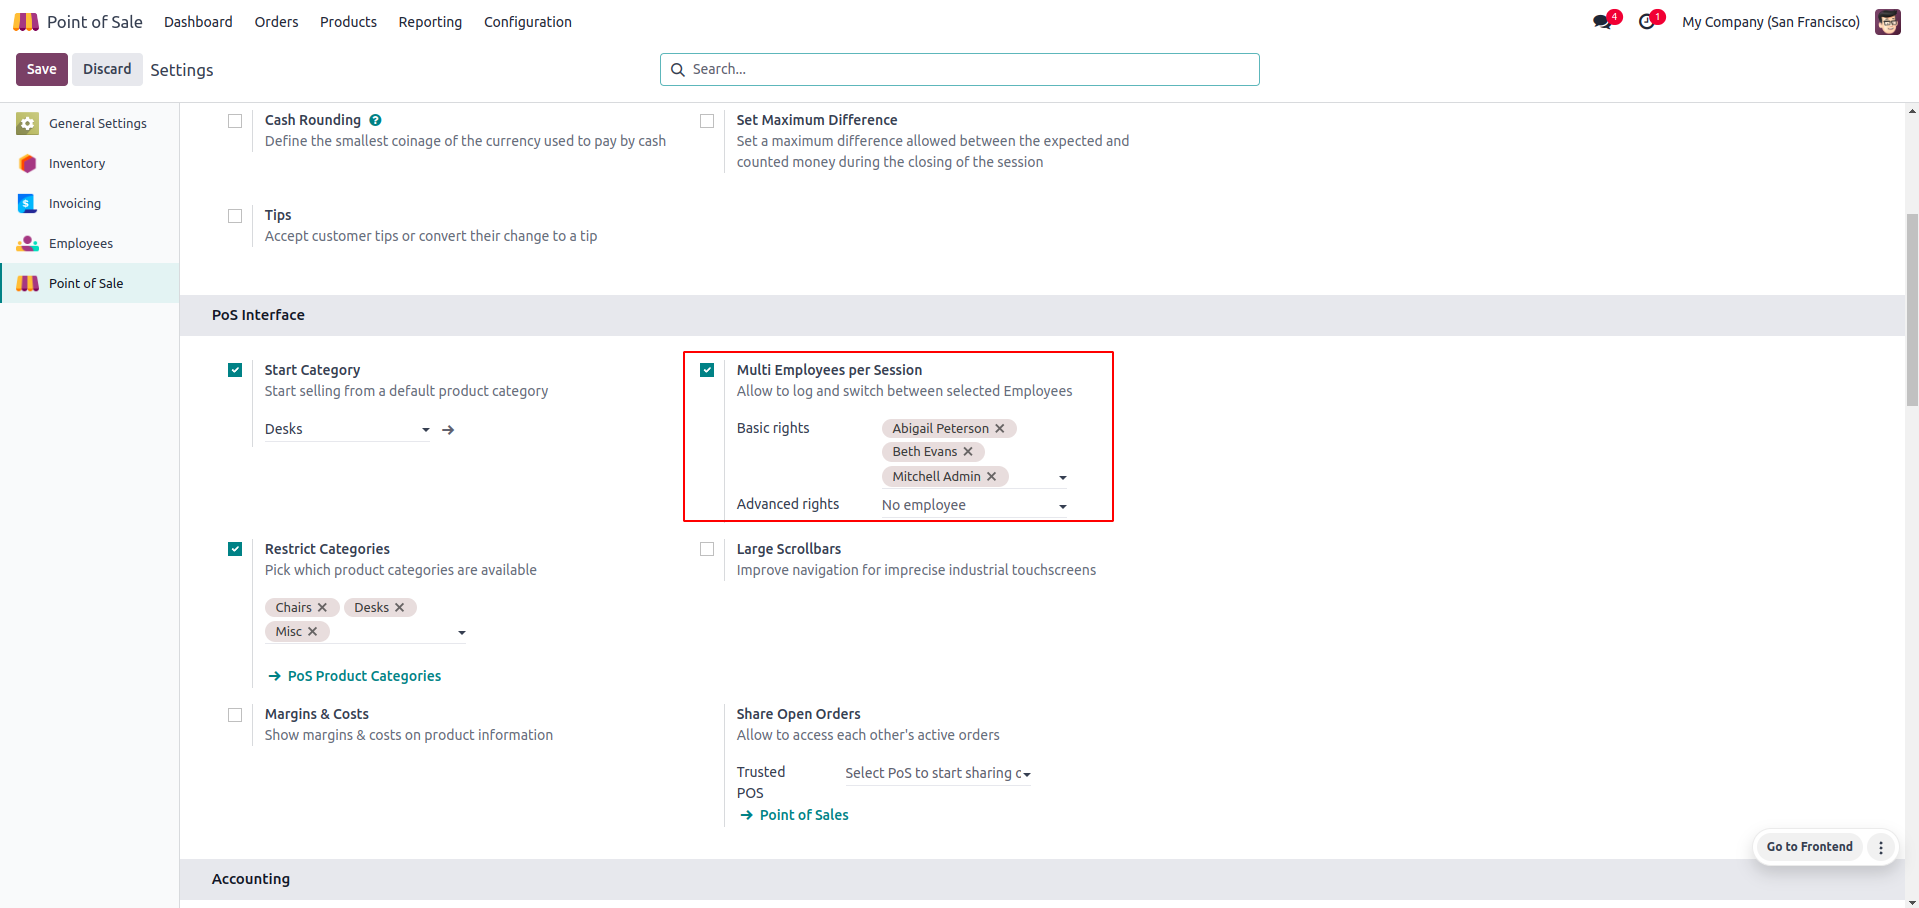 Point of Sale Dashboard Orders Products Reporting Configuration 4 1 My Company (San Francisco)
Save Discard Settings Search...
General Settings
Inventory
Invoicing
Employees
Point of Sale
Cash Rounding ?
Define the smallest coinage of the currency used to pay by cash
Set Maximum Difference
Set a maximum difference allowed between the expected and
counted money during the closing of the session
Tips
Accept customer tips or convert their change to a tip
PoS Interface
Start Category
Start selling from a default product category
Desks
Multi Employees per Session
Allow to log and switch between selected Employees
Basic rights Abigail Peterson
Beth Evans
Mitchell Admin
Advanced rights No employee
Restrict Categories
Pick which product categories are available
Chairs Desks
Misc
PoS Product Categories
Large Scrollbars
Improve navigation for imprecise industrial touchscreens
Margins & Costs
Show margins & costs on product information
Share Open Orders
Allow to access each other's active orders
Trusted POS Select PoS to start sharing
Point of Sales
Go to Frontend
Accounting